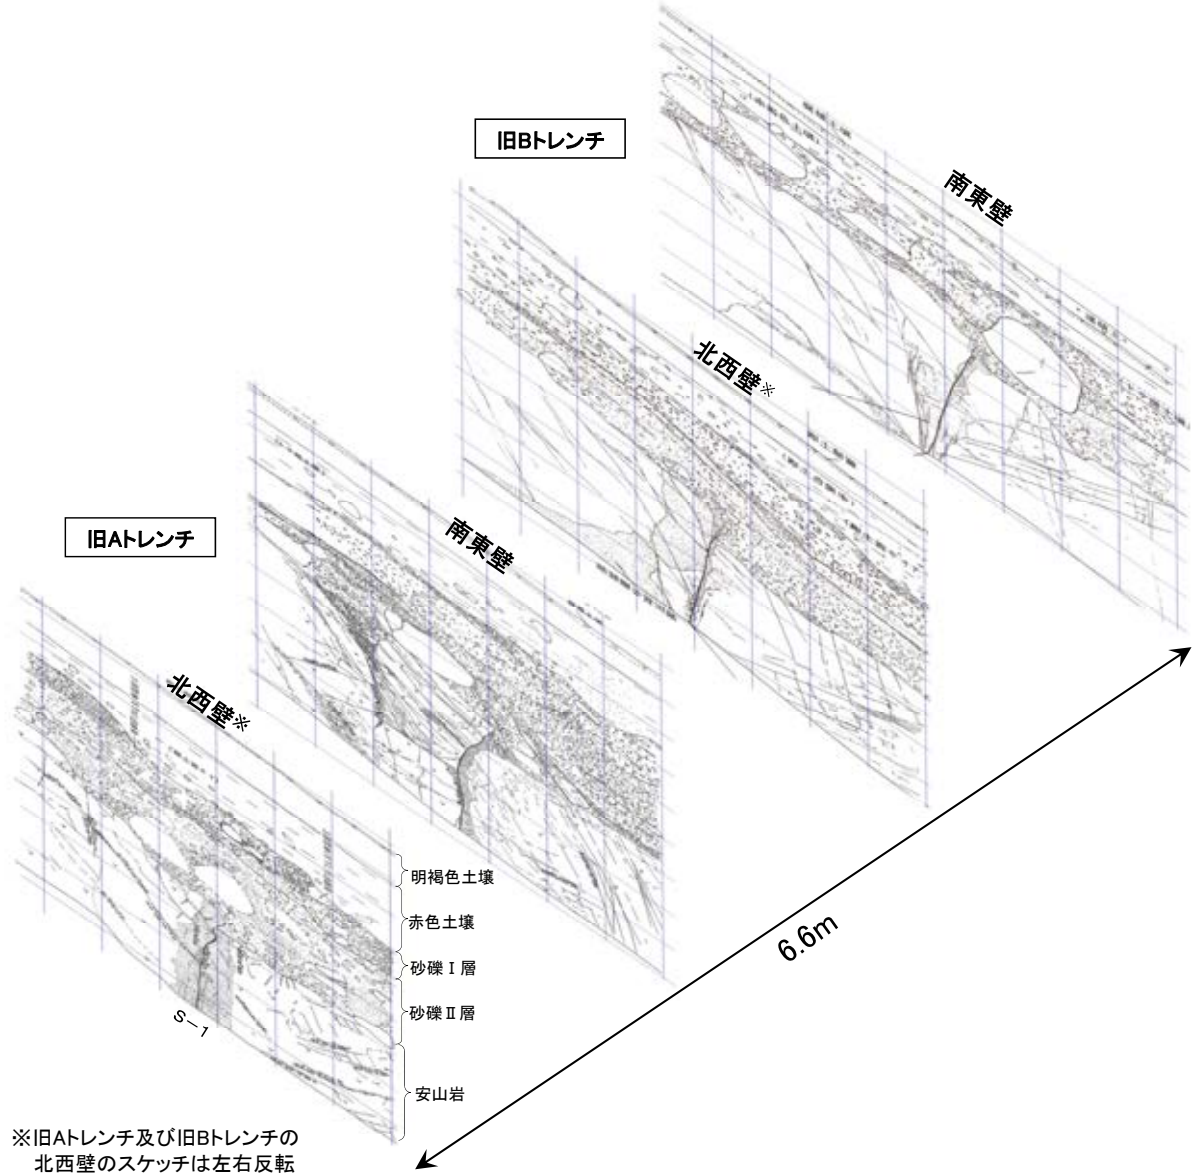 旧Bトレンチ
南東壁
北西壁※
旧Aトレンチ
南東壁
北西壁※
明褐色土壌
赤色土壌
砂礫Ⅰ層
砂礫Ⅱ層
安山岩
S-1
6.6m
※旧Aトレンチ及び旧Bトレンチの
北西壁のスケッチは左右反転